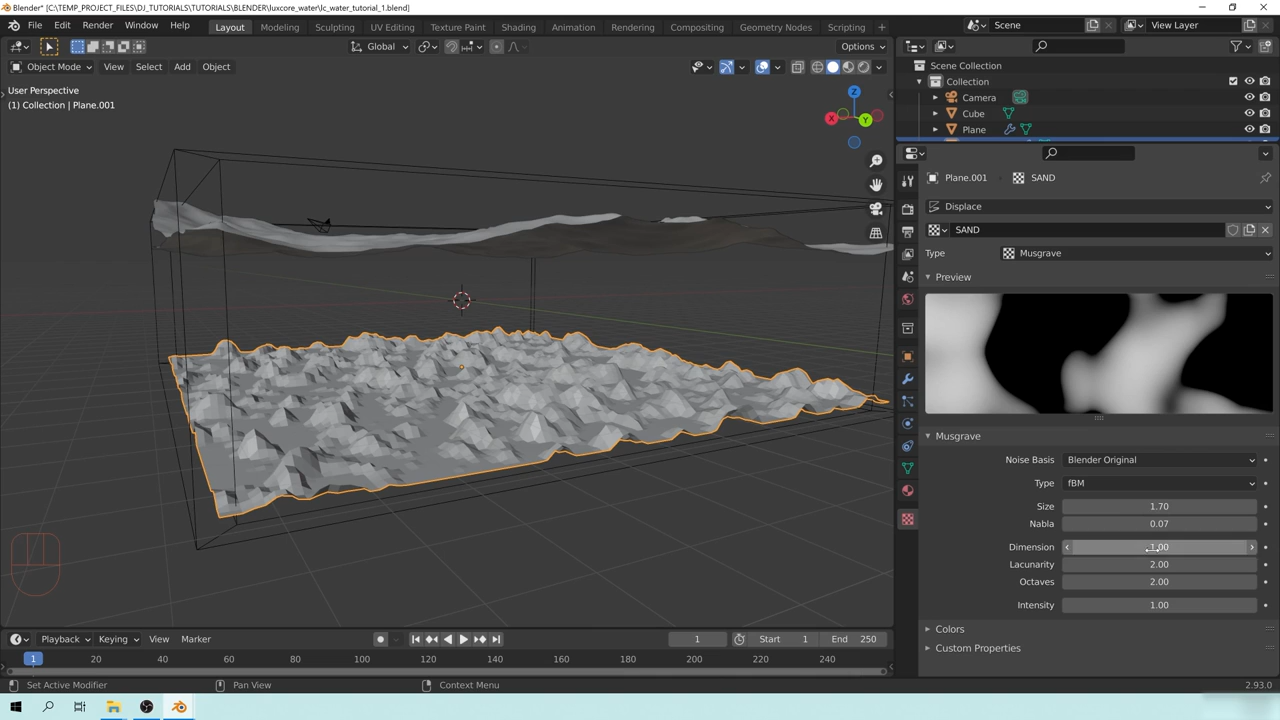 Blender* [C:\TEMP_PROJECT_FILES\DJ_TUTORIALS\TUTORIALS\BLENDER\luxcore_water\lc_water_tutorial_1.blend]
File Edit Render Window Help Layout Modeling Sculpting UV Editing Texture Paint Shading Animation Rendering Compositing Geometry Nodes Scripting Scene View Layer
Global Options
Object Mode View Select Add Object
User Perspective
(1) Collection | Plane.001
Z
X
Y
Scene Collection
Collection
Camera
Cube
Plane
Plane.001 SAND
Displace
SAND
Type Musgrave
Preview
Musgrave
Noise Basis Blender Original
Type fBM
Size 1.70
Nabla 0.07
Dimension 1.00
Lacunarity 2.00
Octaves 2.00
Intensity 1.00
Colors
Custom Properties
Playback Keying View Marker 1 Start 1 End 250
1 20 40 60 80 100 120 140 160 180 200 220 240
Set Active Modifier Pan View Context Menu 2.93.0